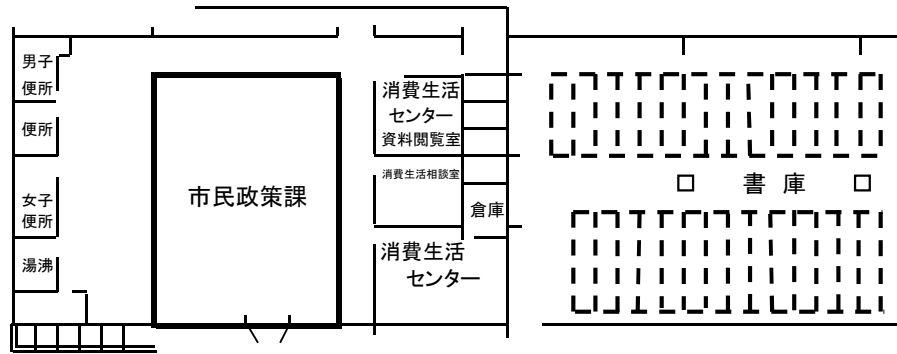 男子
便所
便所
女子
便所
湯沸
市民政策課
消費生活
センター
資料閲覧室
消費生活相談室
倉庫
消費生活
センター
書庫